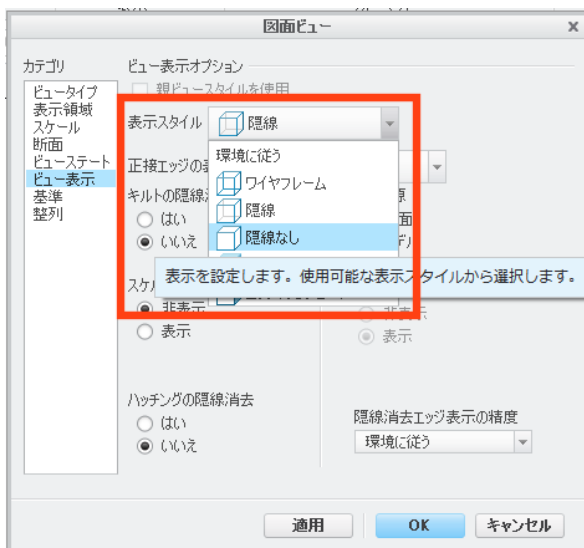 図面ビュー
x
カテゴリ
ビュータイプ
表示領域
スケール
断面
ビューステート
ビュー表示
基準
整列
ビュー表示オプション
親ビュースタイルを使用
表示スタイル 隠線
環境に従う
ワイヤフレーム
隠線
隠線なし
正接エッジの
キルトの隠線
はい
いいえ
表示を設定します。使用可能な表示スタイルから選択します。
スケ
非表示
表示
非表示
表示
ハッチングの隠線消去
はい
いいえ
隠線消去エッジ表示の精度
環境に従う
適用
OK
キャンセル